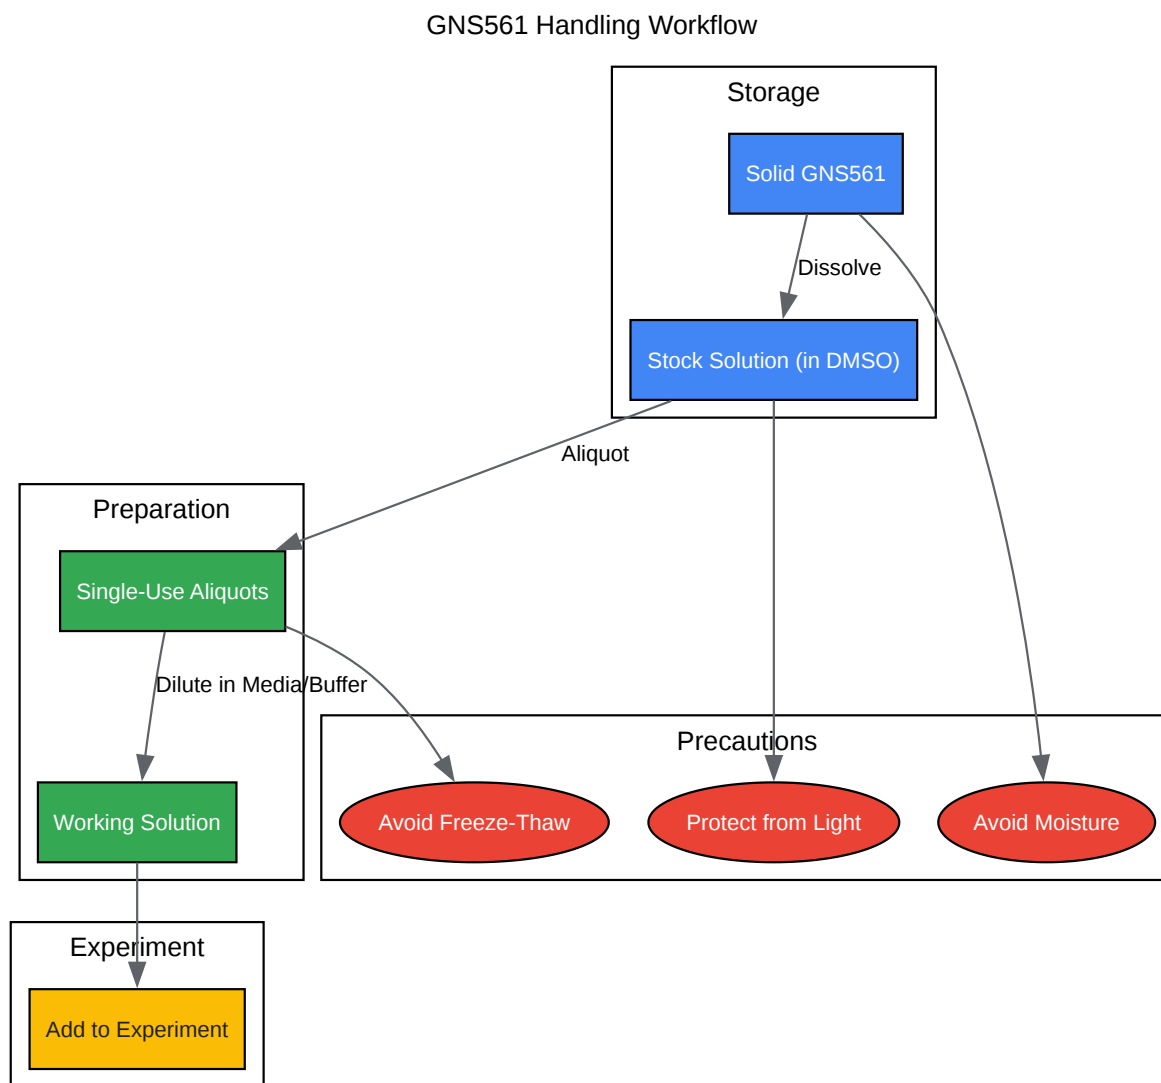 GNS561 Handling Workflow
Storage
Solid GNS561
Dissolve
Stock Solution (in DMSO)
Aliquot
Preparation
Single-Use Aliquots
Dilute in Media/Buffer
Working Solution
Precautions
Avoid Freeze-Thaw
Protect from Light
Avoid Moisture
Experiment
Add to Experiment